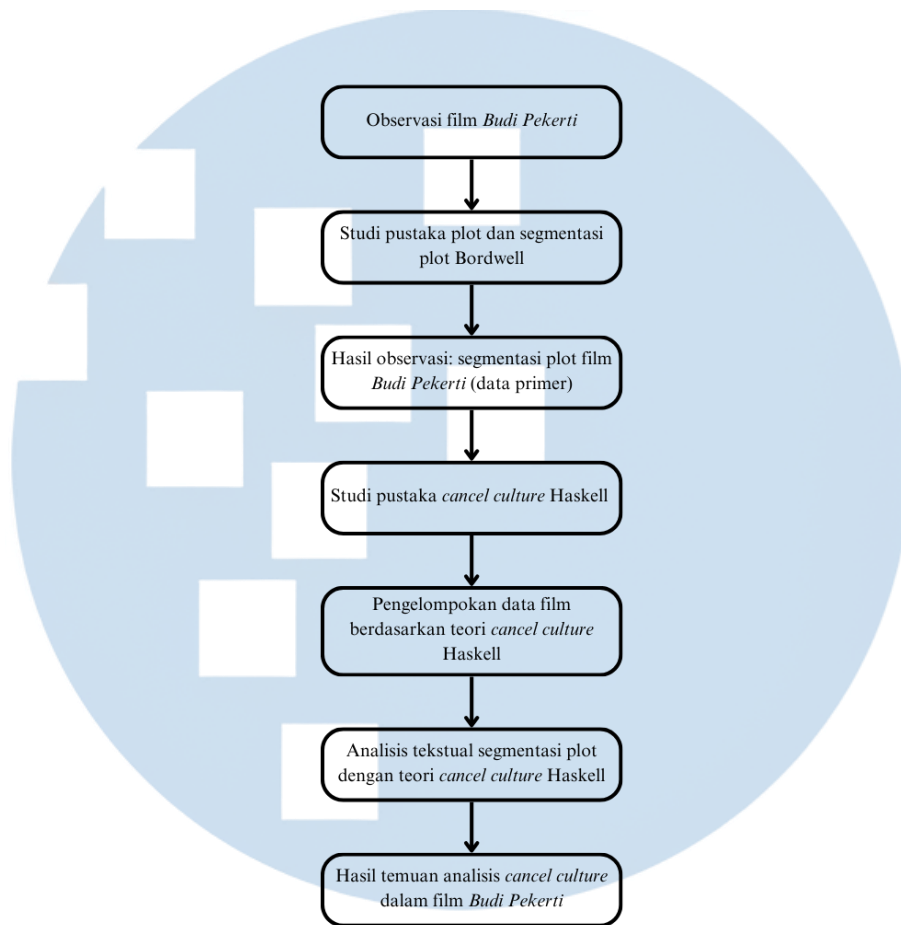 Observasi film Budi Pekerti
Studi pustaka plot dan segmentasi
plot Bordwell
Hasil observasi: segmentasi plot film
Budi Pekerti (data primer)
Studi pustaka cancel culture Haskell
Pengelompokan data film
berdasarkan teori cancel culture
Haskell
Analisis tekstual segmentasi plot
dengan teori cancel culture Haskell
Hasil temuan analisis cancel culture
dalam film Budi Pekerti